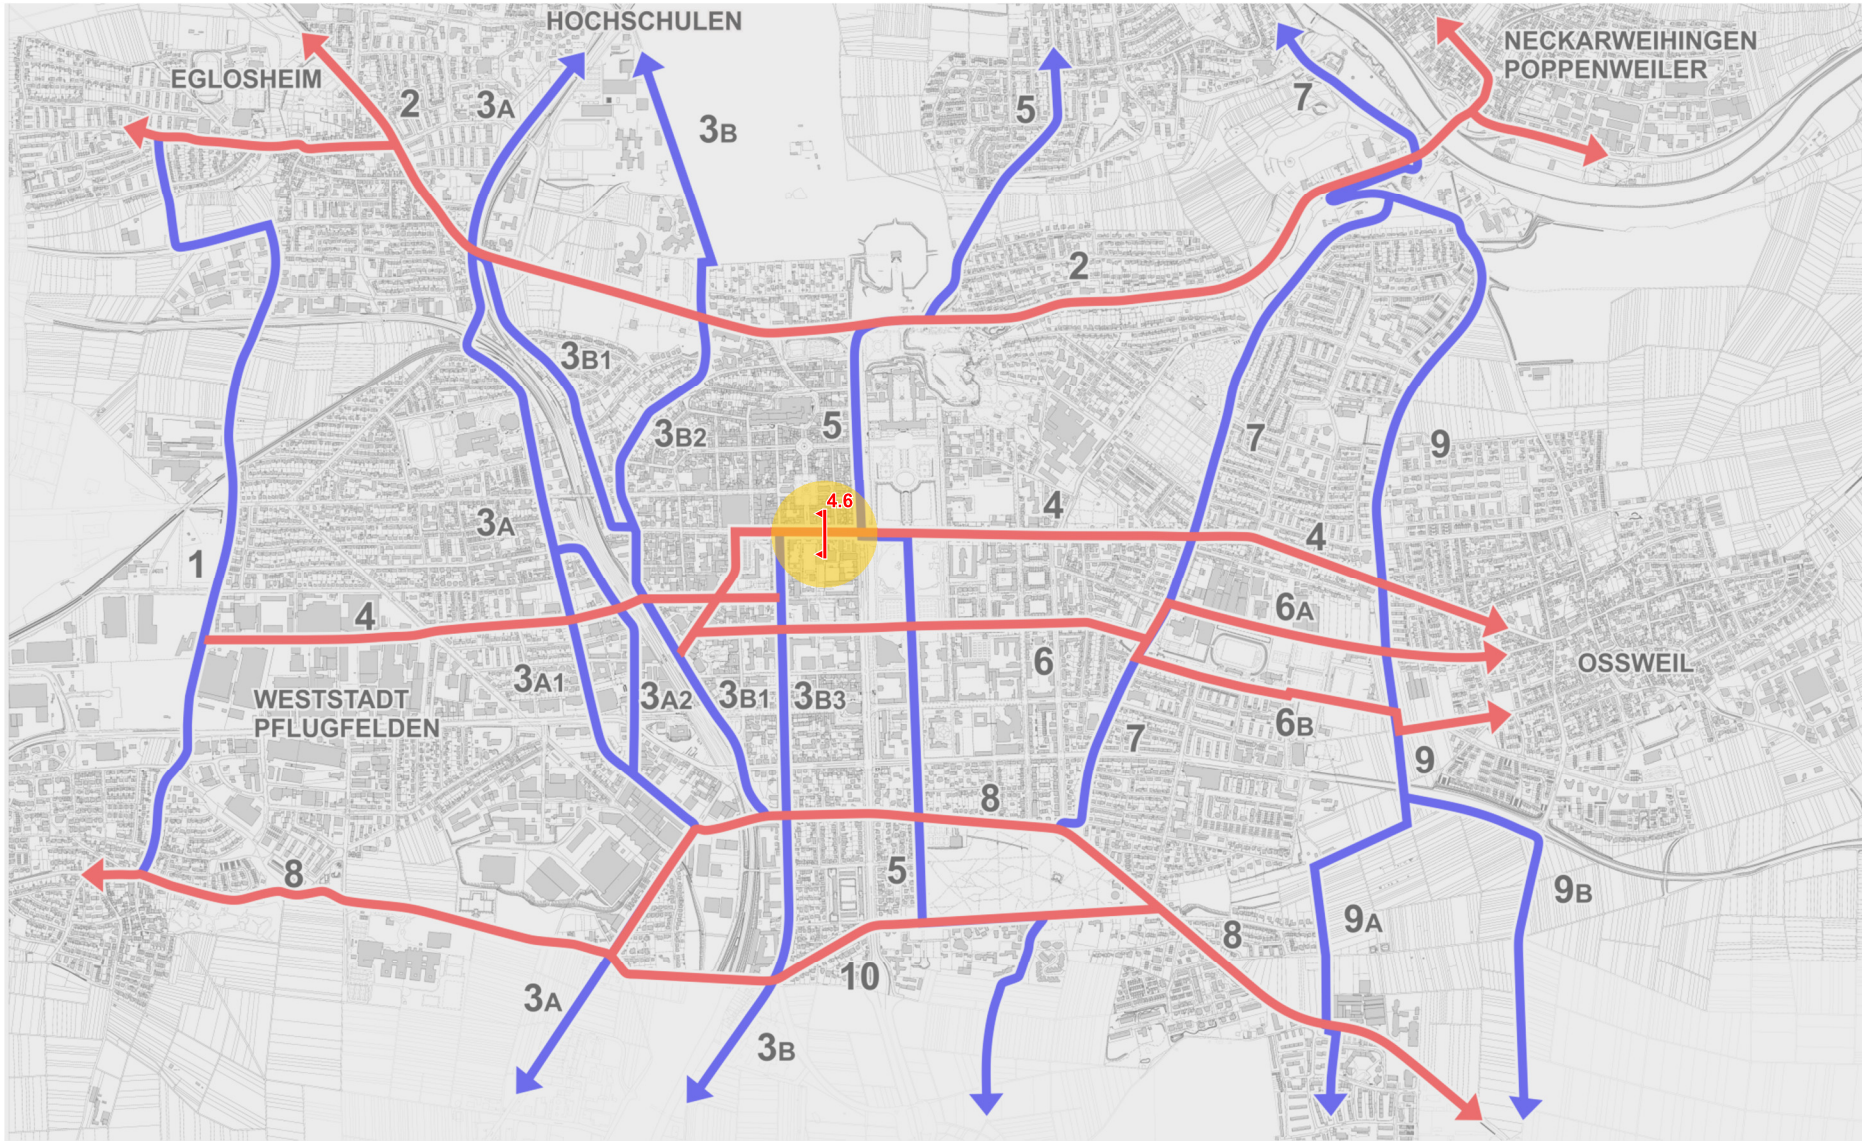 HOCHSCHULEN
NECKARWEIHINGEN
POPPENWEILER
EGLOSHEIM
2
3A
3B
5
7
2
3B1
3B2
5
7
9
4.6
3A
4
4
1
4
6A
6
OSSWEIL
3A1
3A2
3B1
3B3
WESTSTADT
PFLUGFELDEN
6B
7
9
8
8
5
9B
9A
8
10
3A
3B